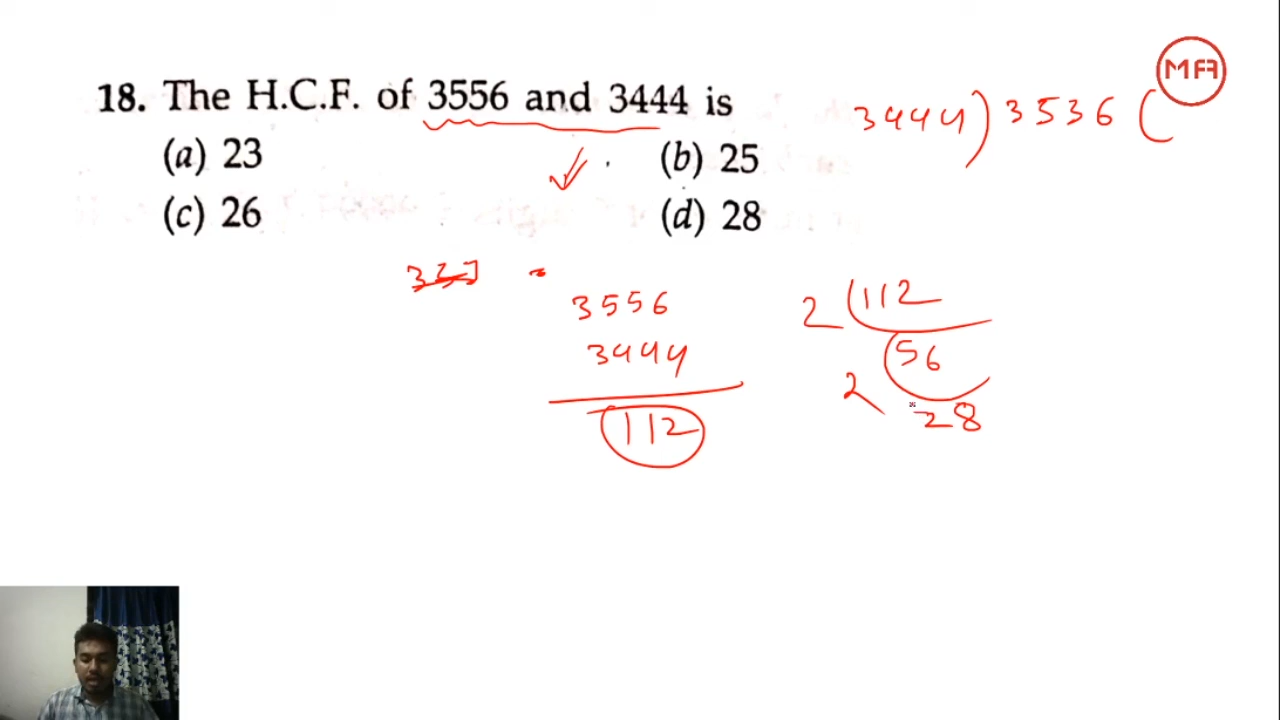 MFA
18. The H.C.F. of 3556 and 3444 is
3444) 3536 (
(a) 23
(b) 25
(c) 26
(d) 28
3556
3444
112
2 112
2 56
28